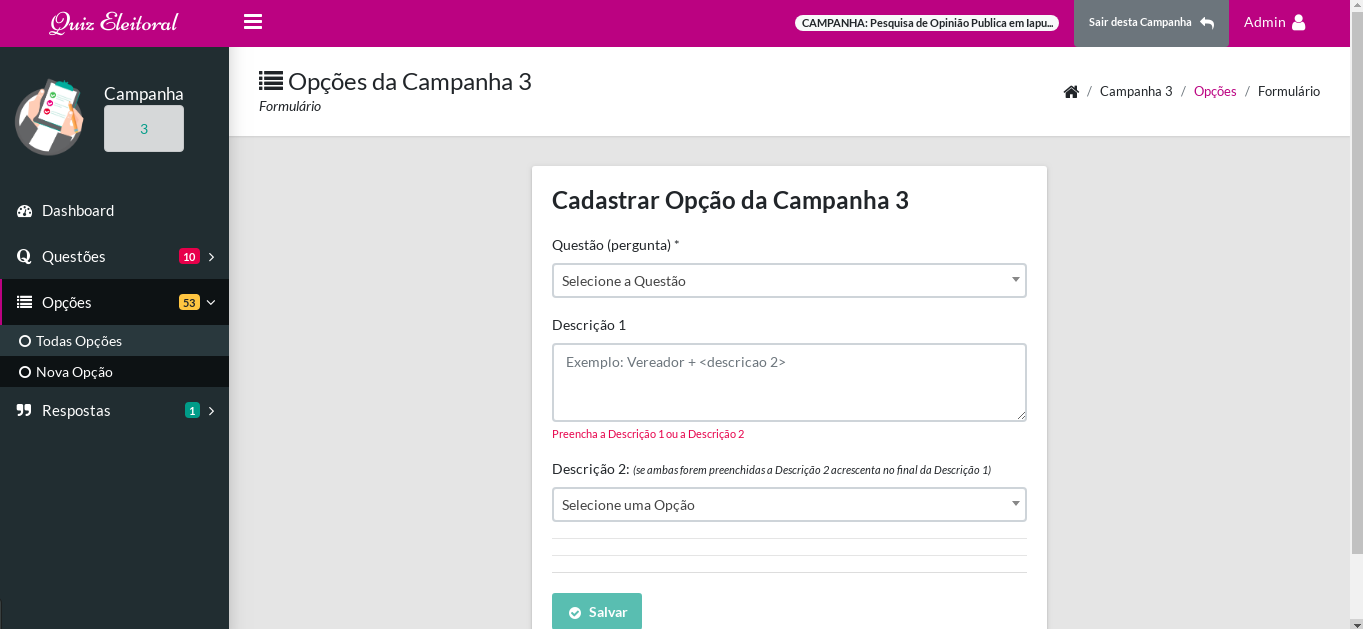 Quiz Eleitoral
CAMPANHA: Pesquisa de Opinião Publica em Iapu...
Sair desta Campanha
Admin
Campanha
3
Dashboard
Questões 10
Opções 53
Todas Opções
Nova Opção
Respostas 1
Opções da Campanha 3
Formulário
/ Campanha 3 / Opções / Formulário
Cadastrar Opção da Campanha 3
Questão (pergunta) *
Selecione a Questão
Descrição 1
Exemplo: Vereador + <descricao 2>
Preencha a Descrição 1 ou a Descrição 2
Descrição 2: (se ambas forem preenchidas a Descrição 2 acrescenta no final da Descrição 1)
Selecione uma Opção
Salvar